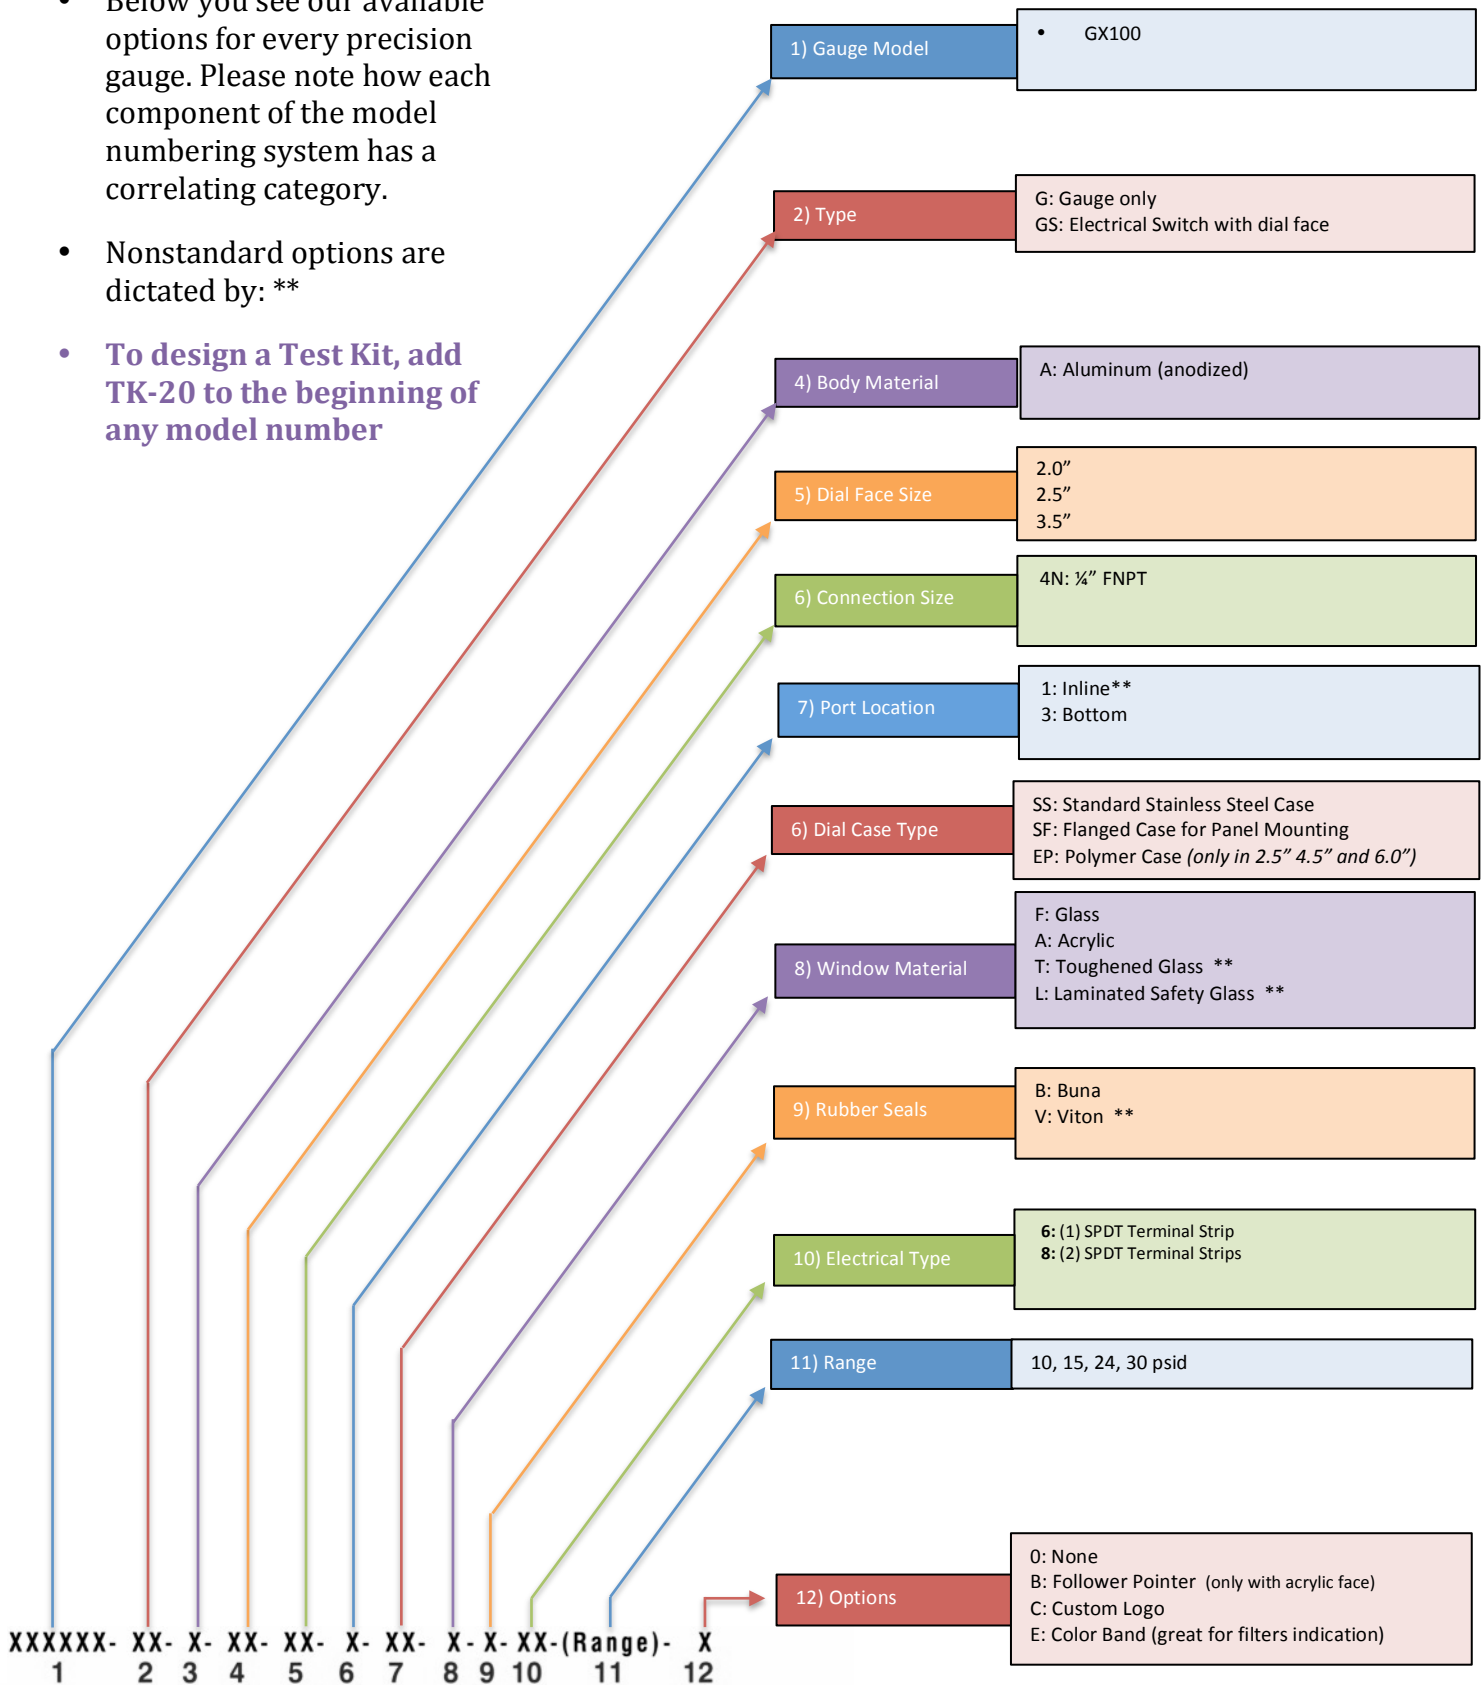 • Below you see our available
options for every precision
gauge. Please note how each
component of the model
numbering system has a
correlating category.
• Nonstandard options are
dictated by: **
• To design a Test Kit, add
TK-20 to the beginning of
any model number
1) Gauge Model
• GX100
2) Type
G: Gauge only
GS: Electrical Switch with dial face
4) Body Material
A: Aluminum (anodized)
5) Dial Face Size
2.0”
2.5”
3.5”
6) Connection Size
4N: ¼” FNPT
7) Port Location
1: Inline**
3: Bottom
6) Dial Case Type
SS: Standard Stainless Steel Case
SF: Flanged Case for Panel Mounting
EP: Polymer Case (only in 2.5” 4.5” and 6.0”)
8) Window Material
F: Glass
A: Acrylic
T: Toughened Glass **
L: Laminated Safety Glass **
9) Rubber Seals
B: Buna
V: Viton **
10) Electrical Type
6: (1) SPDT Terminal Strip
8: (2) SPDT Terminal Strips
11) Range
10, 15, 24, 30 psid
12) Options
0: None
B: Follower Pointer (only with acrylic face)
C: Custom Logo
E: Color Band (great for filters indication)
XXXXXX- XX- X- XX- XX- X- XX- X- X- XX-(Range)- X
1 2 3 4 5 6 7 8 9 10 11 12